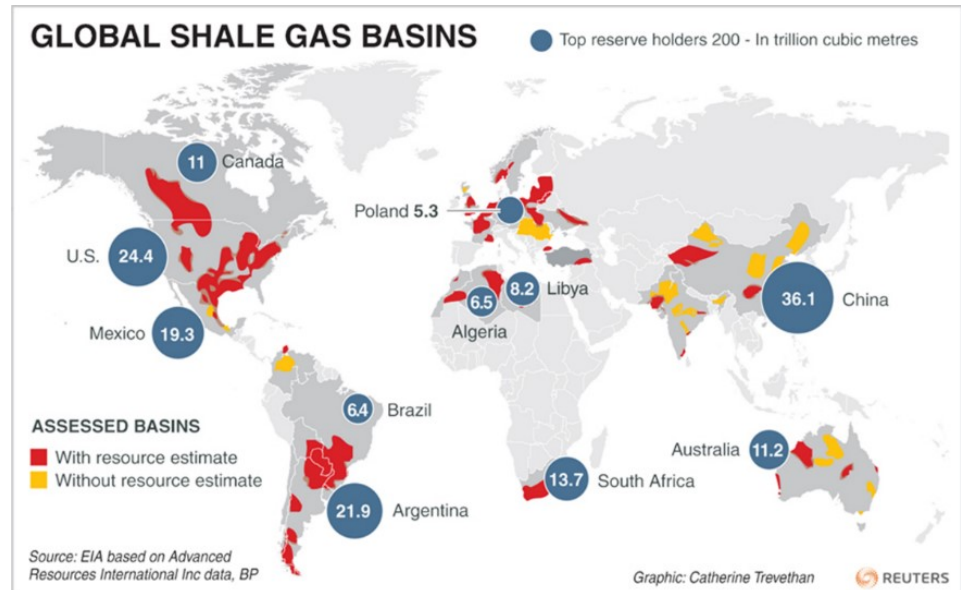 GLOBAL SHALE GAS BASINS
Top reserve holders 200 - In trillion cubic metres
11 Canada
Poland 5.3
U.S. 24.4
8.2 Libya
6.5
Algeria
36.1 China
Mexico 19.3
6.4 Brazil
ASSESSED BASINS
With resource estimate
Without resource estimate
Australia 11.2
13.7 South Africa
21.9 Argentina
Source: EIA based on Advanced
Resources International Inc data, BP
Graphic: Catherine Trevethan
REUTERS